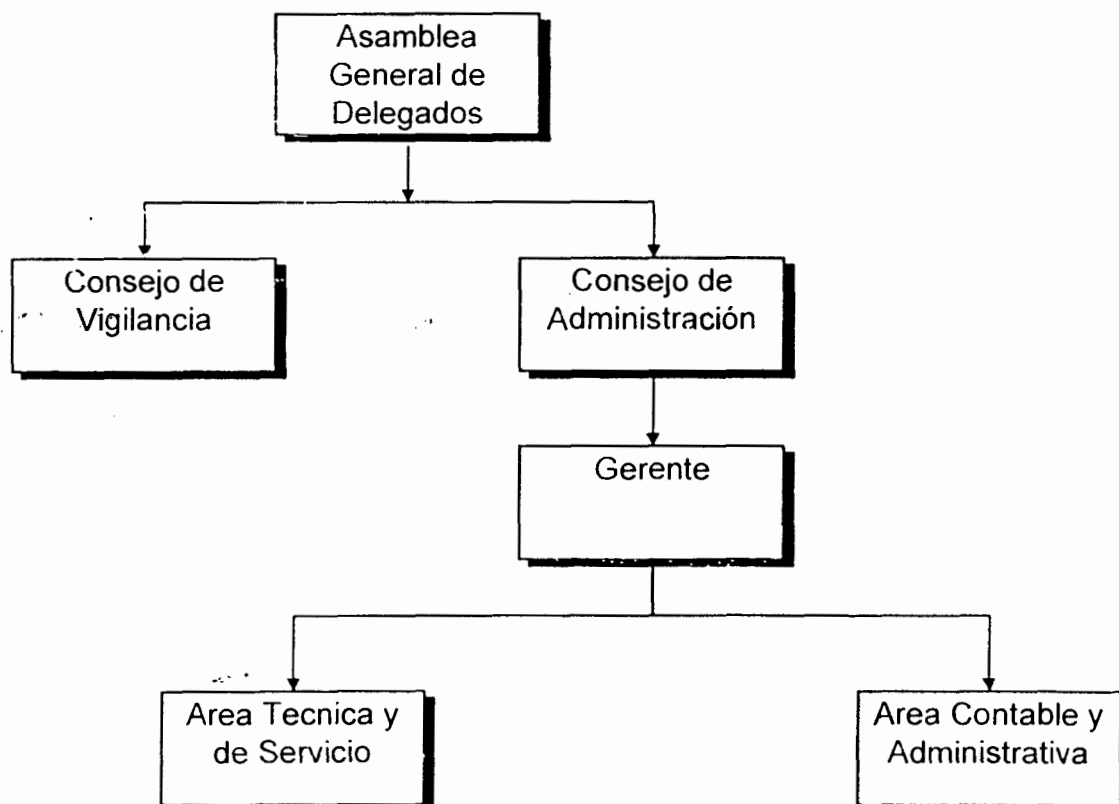 Asamblea
General de
Delegados
Consejo de
Vigilancia
Consejo de
Administración
Gerente
Area Tecnica y
de Servicio
Area Contable y
Administrativa